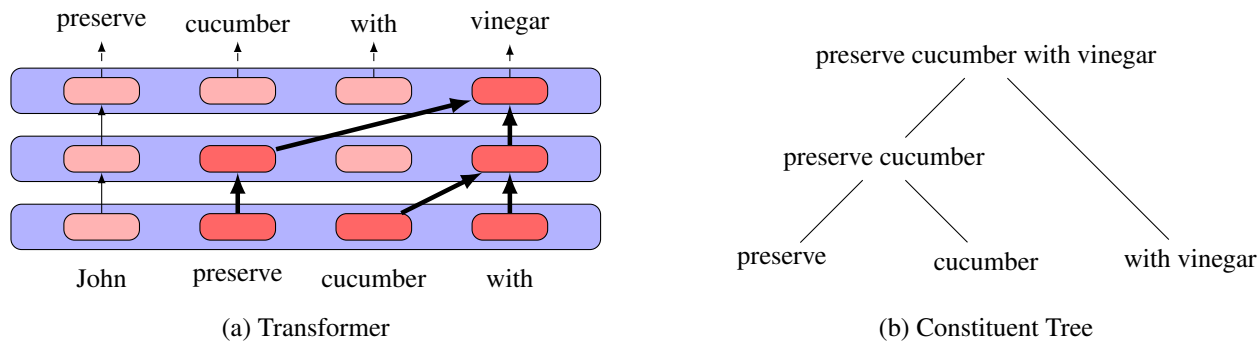 preserve cucumber with vinegar
John preserve cucumber with
(a) Transformer
preserve cucumber with vinegar
preserve cucumber
preserve cucumber with vinegar
(b) Constituent Tree